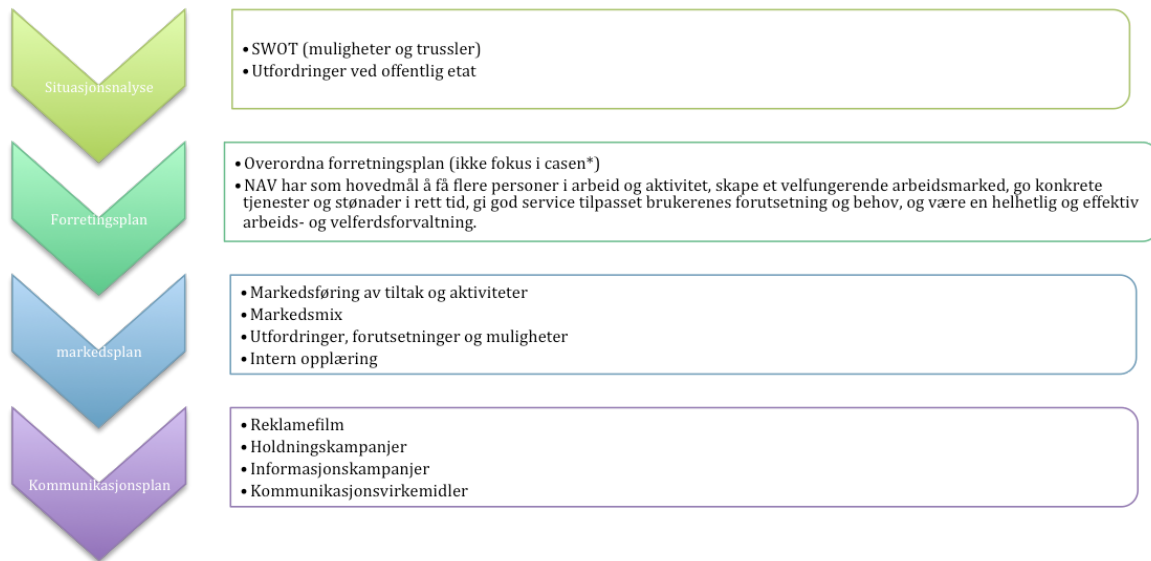 Situasjonsnalyse
• SWOT (muligheter og trussler)
• Utfordringer ved offentlig etat
Forretingsplan
• Overordna forretningsplan (ikke fokus i casen*)
• NAV har som hovedmål å få flere personer i arbeid og aktivitet, skape et velfungerende arbeidsmarked, go konkrete
tjenester og stønader i rett tid, gi god service tilpasset brukerenes forutsetning og behov, og være en helhetlig og effektiv
arbeids- og velferdsforvaltning.
markedsplan
• Markedsføring av tiltak og aktiviteter
• Markedsmix
• Utfordringer, forutsetninger og muligheter
• Intern opplæring
Kommunikasjonsplan
• Reklamefilm
• Holdningskampanjer
• Informasjonskampanjer
• Kommunikasjonsvirkemidler